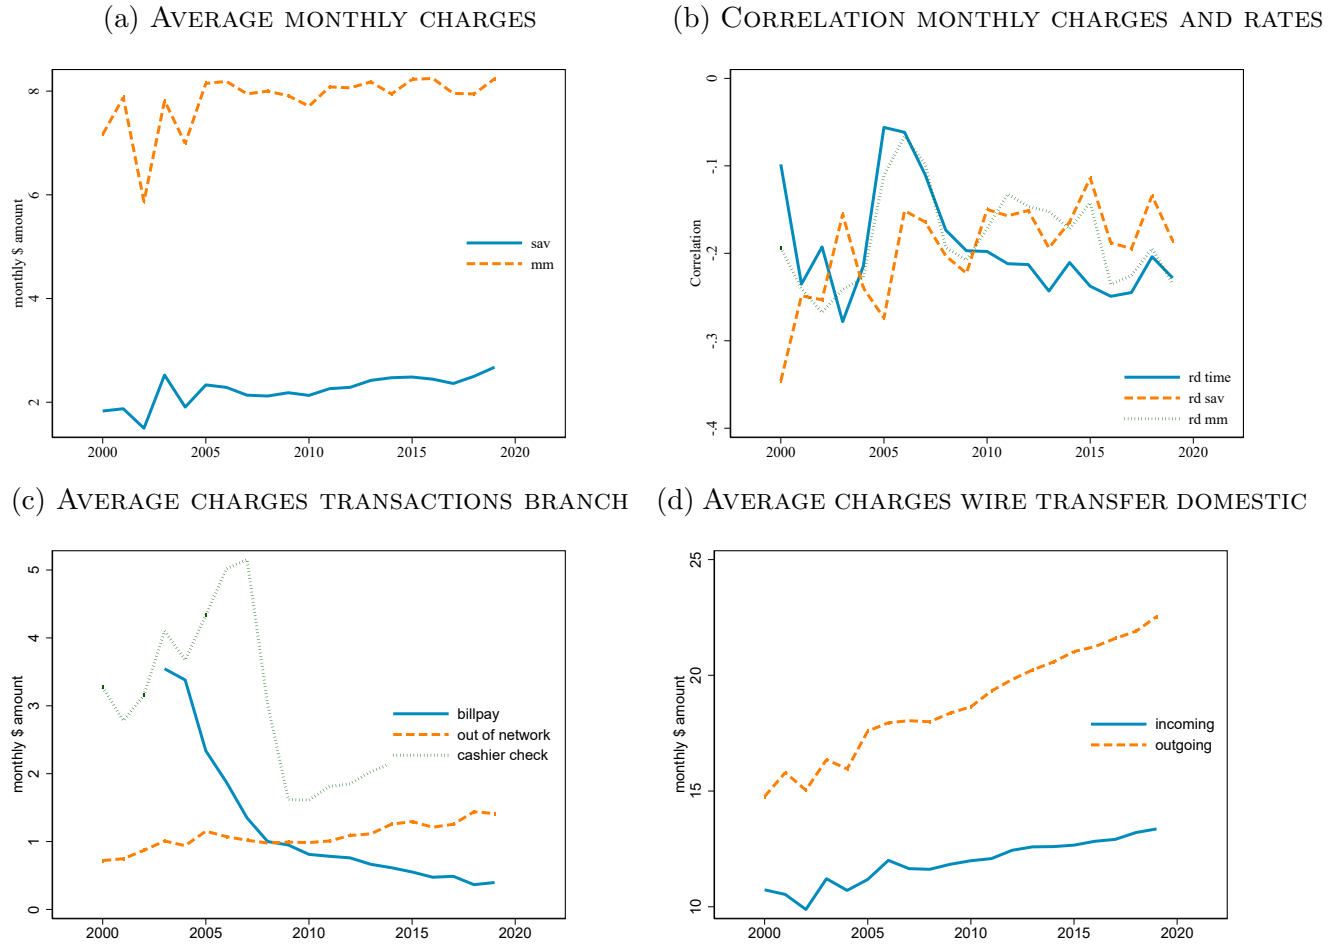 (a) Average monthly charges
monthly $ amount
8
6
4
2
sav
mm
2000 2005 2010 2015 2020
(b) Correlation monthly charges and rates
Correlation
0
-.1
-.2
-.3
-.4
rd time
rd sav
rd mm
2000 2005 2010 2015 2020
(c) Average charges transactions branch
monthly $ amount
5
4
3
2
1
0
billpay
out of network
cashier check
2000 2005 2010 2015 2020
(d) Average charges wire transfer domestic
monthly $ amount
25
20
15
10
incoming
outgoing
2000 2005 2010 2015 2020